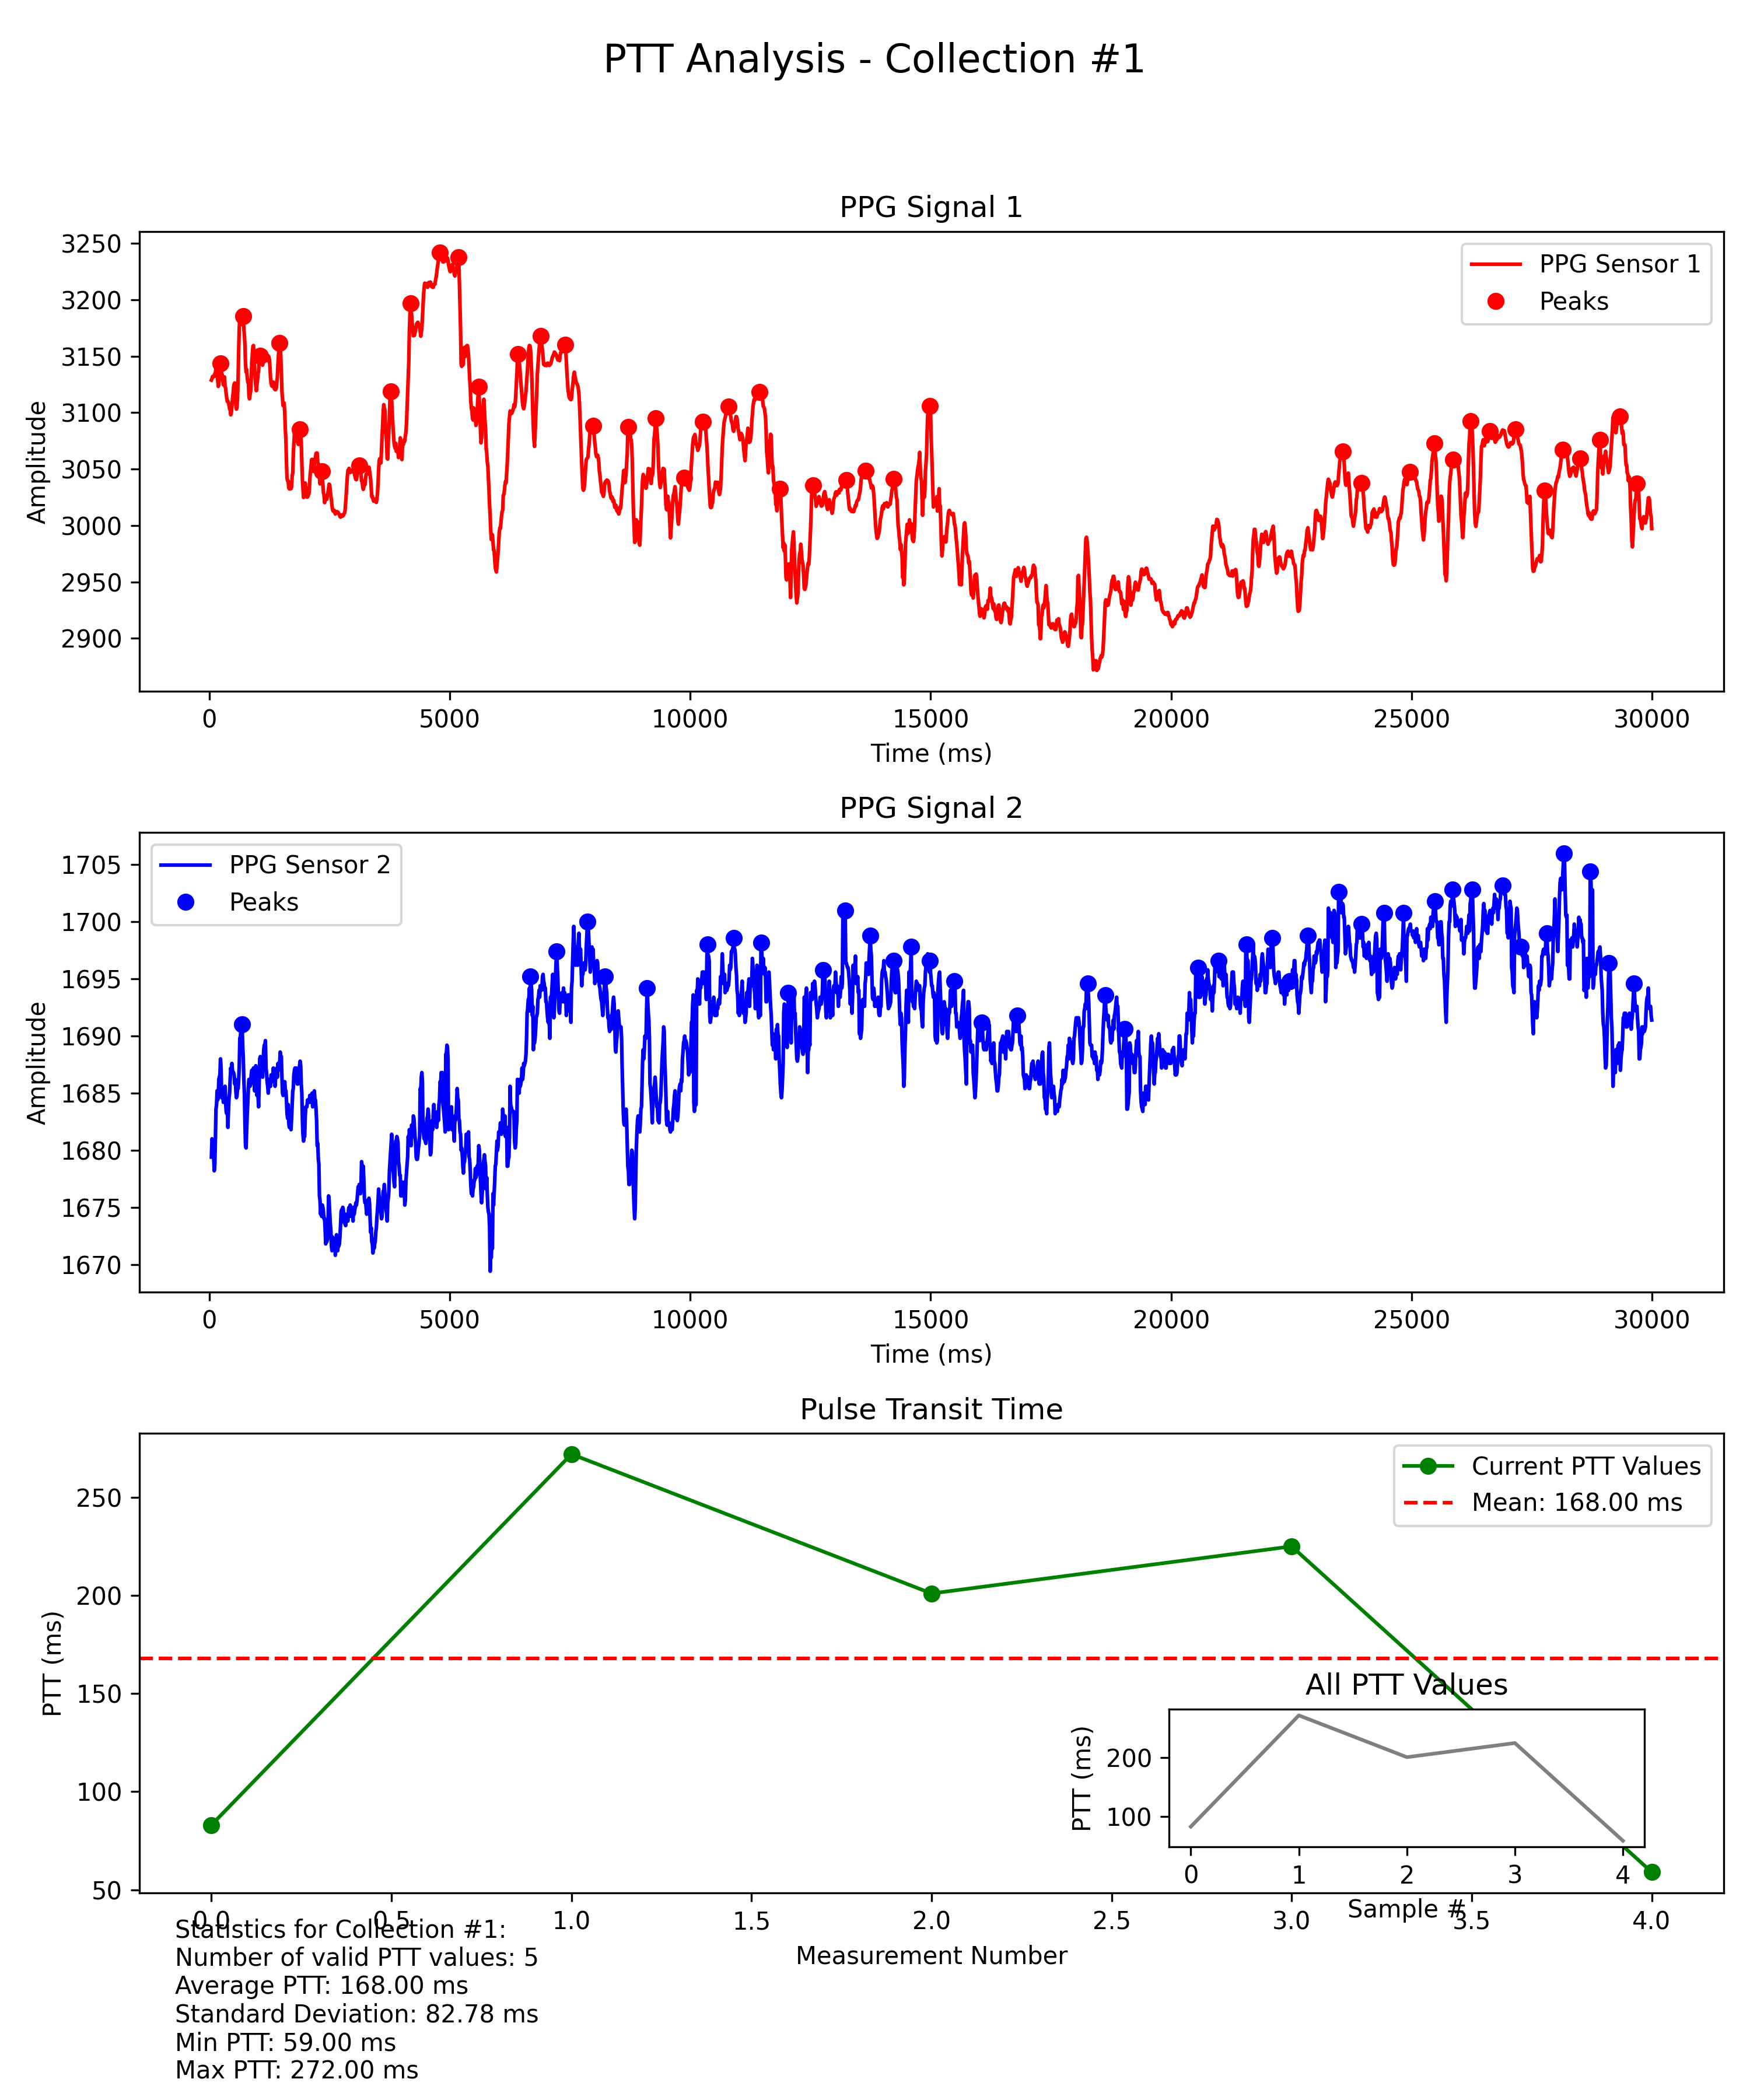 PTT Analysis - Collection #1
PPG Signal 1
3250
3200
3150
3100
3050
3000
2950
2900
Amplitude
PPG Sensor 1
Peaks
0 5000 10000 15000 20000 25000 30000
Time (ms)
PPG Signal 2
1705
1700
1695
1690
1685
1680
1675
1670
Amplitude
PPG Sensor 2
Peaks
0 5000 10000 15000 20000 25000 30000
Time (ms)
Pulse Transit Time
250
200
150
100
50
PTT (ms)
Current PTT Values
Mean: 168.00 ms
All PTT Values
PTT (ms)
200
100
0 1 2 3 4
Sample #
0.0 0.5 1.0 1.5 2.0 2.5 3.0 3.5 4.0
Measurement Number
Statistics for Collection #1:
Number of valid PTT values: 5
Average PTT: 168.00 ms
Standard Deviation: 82.78 ms
Min PTT: 59.00 ms
Max PTT: 272.00 ms